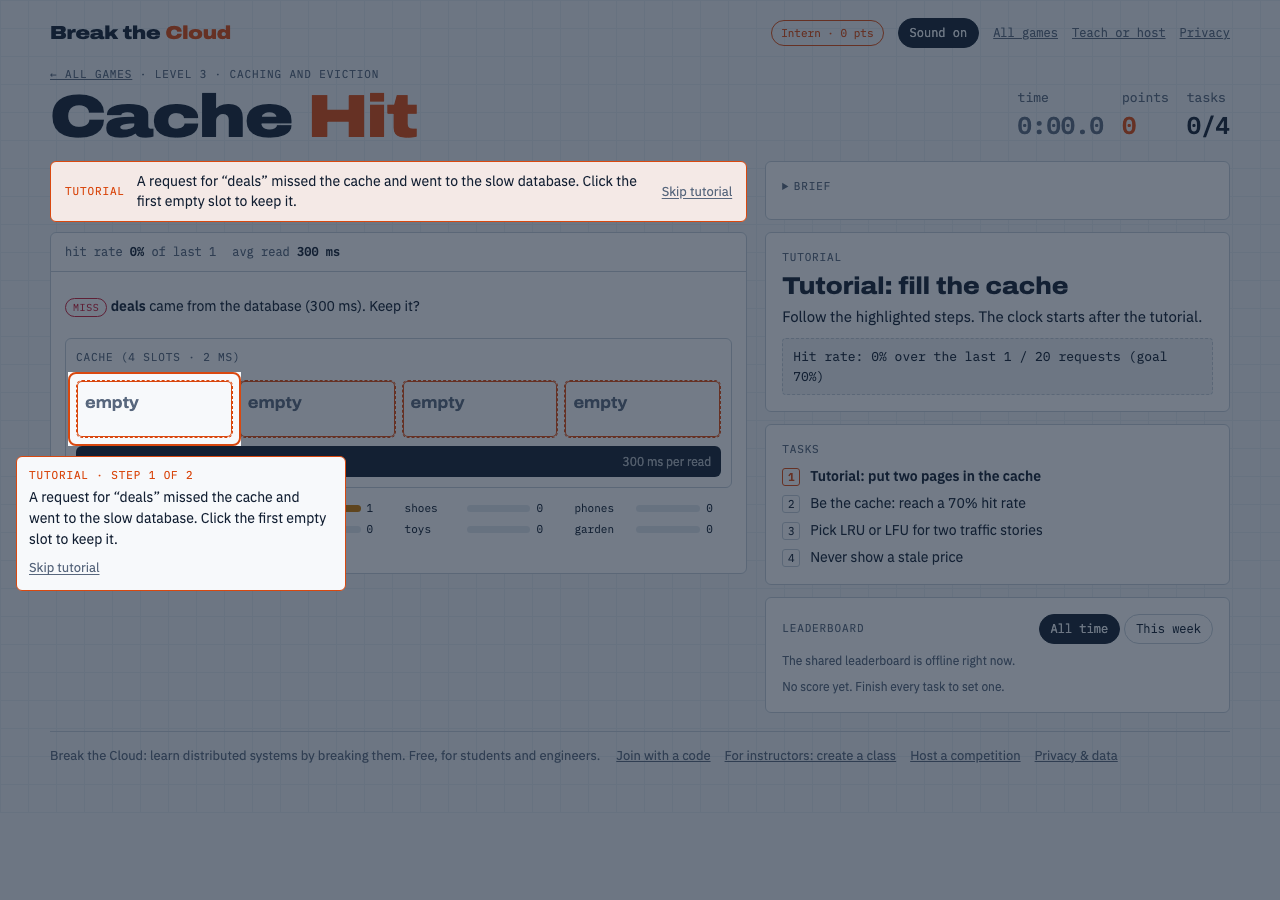 Break the Cloud
Intern · 0 pts
Sound on
All games
Teach or host
Privacy
← ALL GAMES · LEVEL 3 · CACHING AND EVICTION
Cache Hit
time
points
tasks
0:00.0
0
0/4
TUTORIAL
A request for “deals” missed the cache and went to the slow database. Click the
first empty slot to keep it.
Skip tutorial
hit rate 0% of last 1
avg read 300 ms
MISS deals came from the database (300 ms). Keep it?
CACHE (4 SLOTS · 2 MS)
empty
empty
empty
empty
300 ms per read
1
shoes
0
phones
0
0
toys
0
garden
0
TUTORIAL · STEP 1 OF 2
A request for “deals” missed the cache and
went to the slow database. Click the first empty
slot to keep it.
Skip tutorial
BRIEF
TUTORIAL
Tutorial: fill the cache
Follow the highlighted steps. The clock starts after the tutorial.
Hit rate: 0% over the last 1 / 20 requests (goal
70%)
TASKS
1 Tutorial: put two pages in the cache
2 Be the cache: reach a 70% hit rate
3 Pick LRU or LFU for two traffic stories
4 Never show a stale price
LEADERBOARD
All time
This week
The shared leaderboard is offline right now.
No score yet. Finish every task to set one.
Break the Cloud: learn distributed systems by breaking them. Free, for students and engineers.
Join with a code
For instructors: create a class
Host a competition
Privacy & data